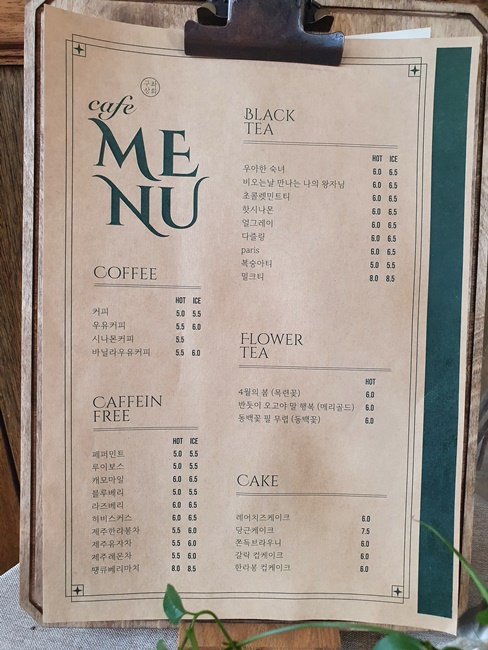 cafe
MENU
COFFEE
HOT ICE
커피 5.0 5.5
우유커피 5.5 6.0
시나몬커피 5.5
바닐라우유커피 5.5 6.0
CAFFEIN
FREE
HOT ICE
페퍼민트 5.0 5.5
루이보스 5.0 5.5
캐모마일 6.0 6.5
블루베리 5.0 5.5
라즈베리 6.0 6.5
히비스커스 6.0 6.5
제주한라봉차 5.5 6.0
제주유자차 5.5 6.0
제주레몬차 5.5 6.0
땡큐베리마치 8.0 8.5
BLACK
TEA
HOT ICE
우아한 숙녀 6.0 6.5
비오는날 만나는 나의 왕자님 6.0 6.5
초콜렛민트티 6.0 6.5
핫시나몬 6.0 6.5
얼그레이 6.0 6.5
다즐링 6.0 6.5
paris 6.0 6.5
복숭아티 5.0 5.5
밀크티 8.0 8.5
FLOWER
TEA
HOT
4월의 봄 (목련꽃) 6.0
반듯이 오고야 말 행복 (메리골드) 6.0
동백꽃 필 무렵 (동백꽃) 6.0
CAKE
레어치즈케이크 6.0
당근케이크 7.5
쫀득브라우니 6.0
갈릭 컵케이크 6.0
한라봉 컵케이크 6.0